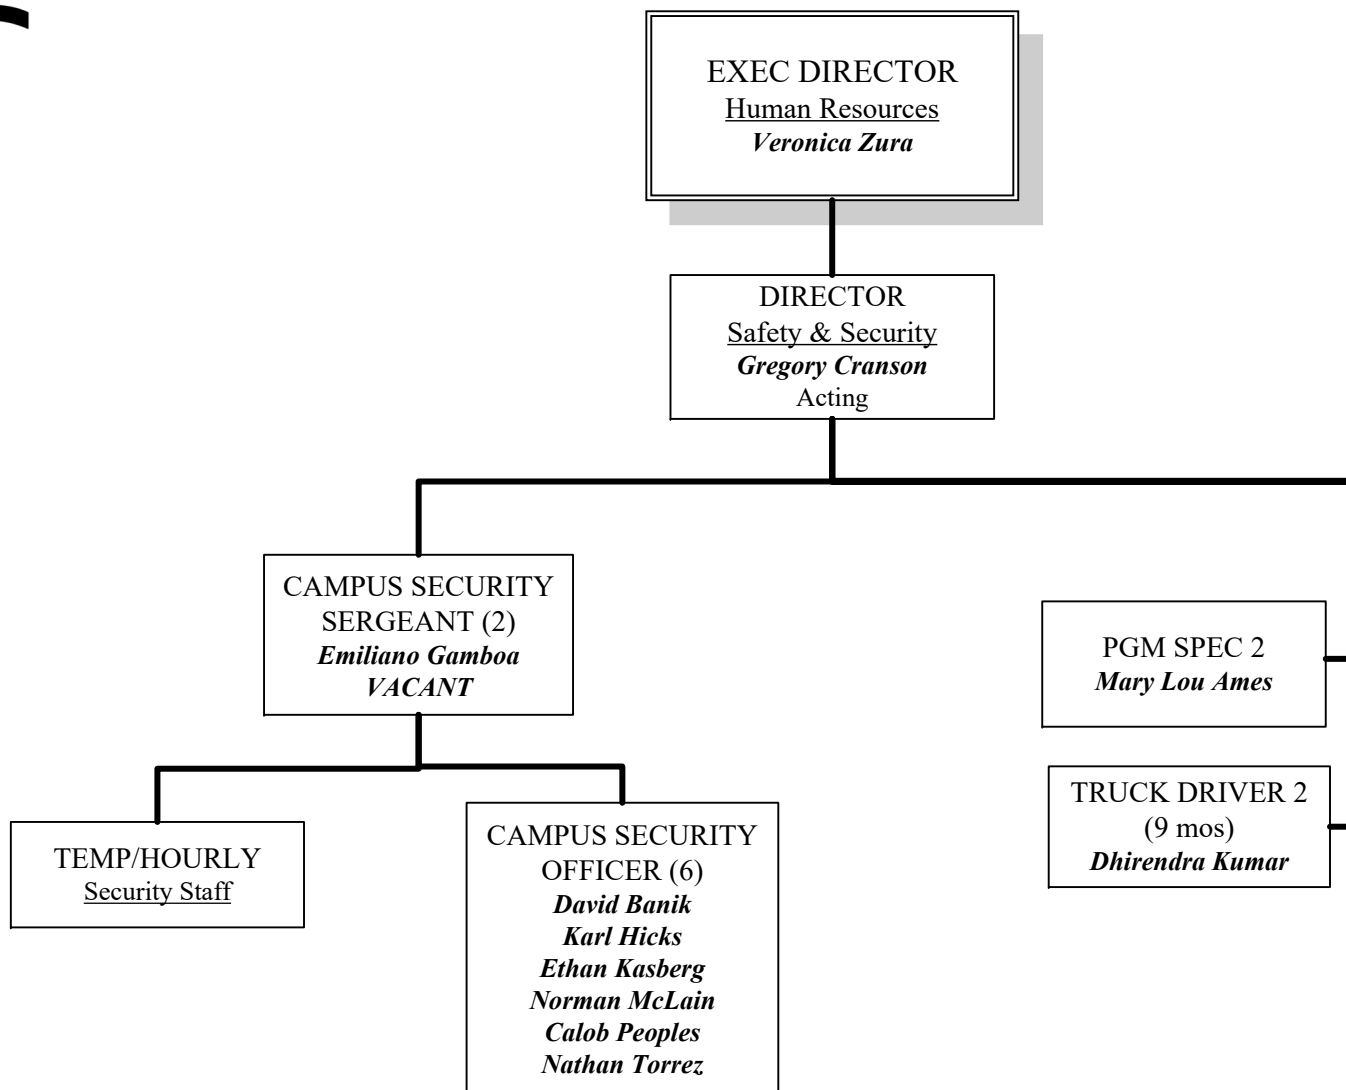 EXEC DIRECTOR
Human Resources
Veronica Zura
DIRECTOR
Safety & Security
Gregory Cranson
Acting
CAMPUS SECURITY
SERGEANT (2)
Emiliano Gamboa
VACANT
PGM SPEC 2
Mary Lou Ames
TRUCK DRIVER 2
(9 mos)
Dhirendra Kumar
TEMP/HOURLY
Security Staff
CAMPUS SECURITY
OFFICER (6)
David Banik
Karl Hicks
Ethan Kasberg
Norman McLain
Calob Peoples
Nathan Torrez